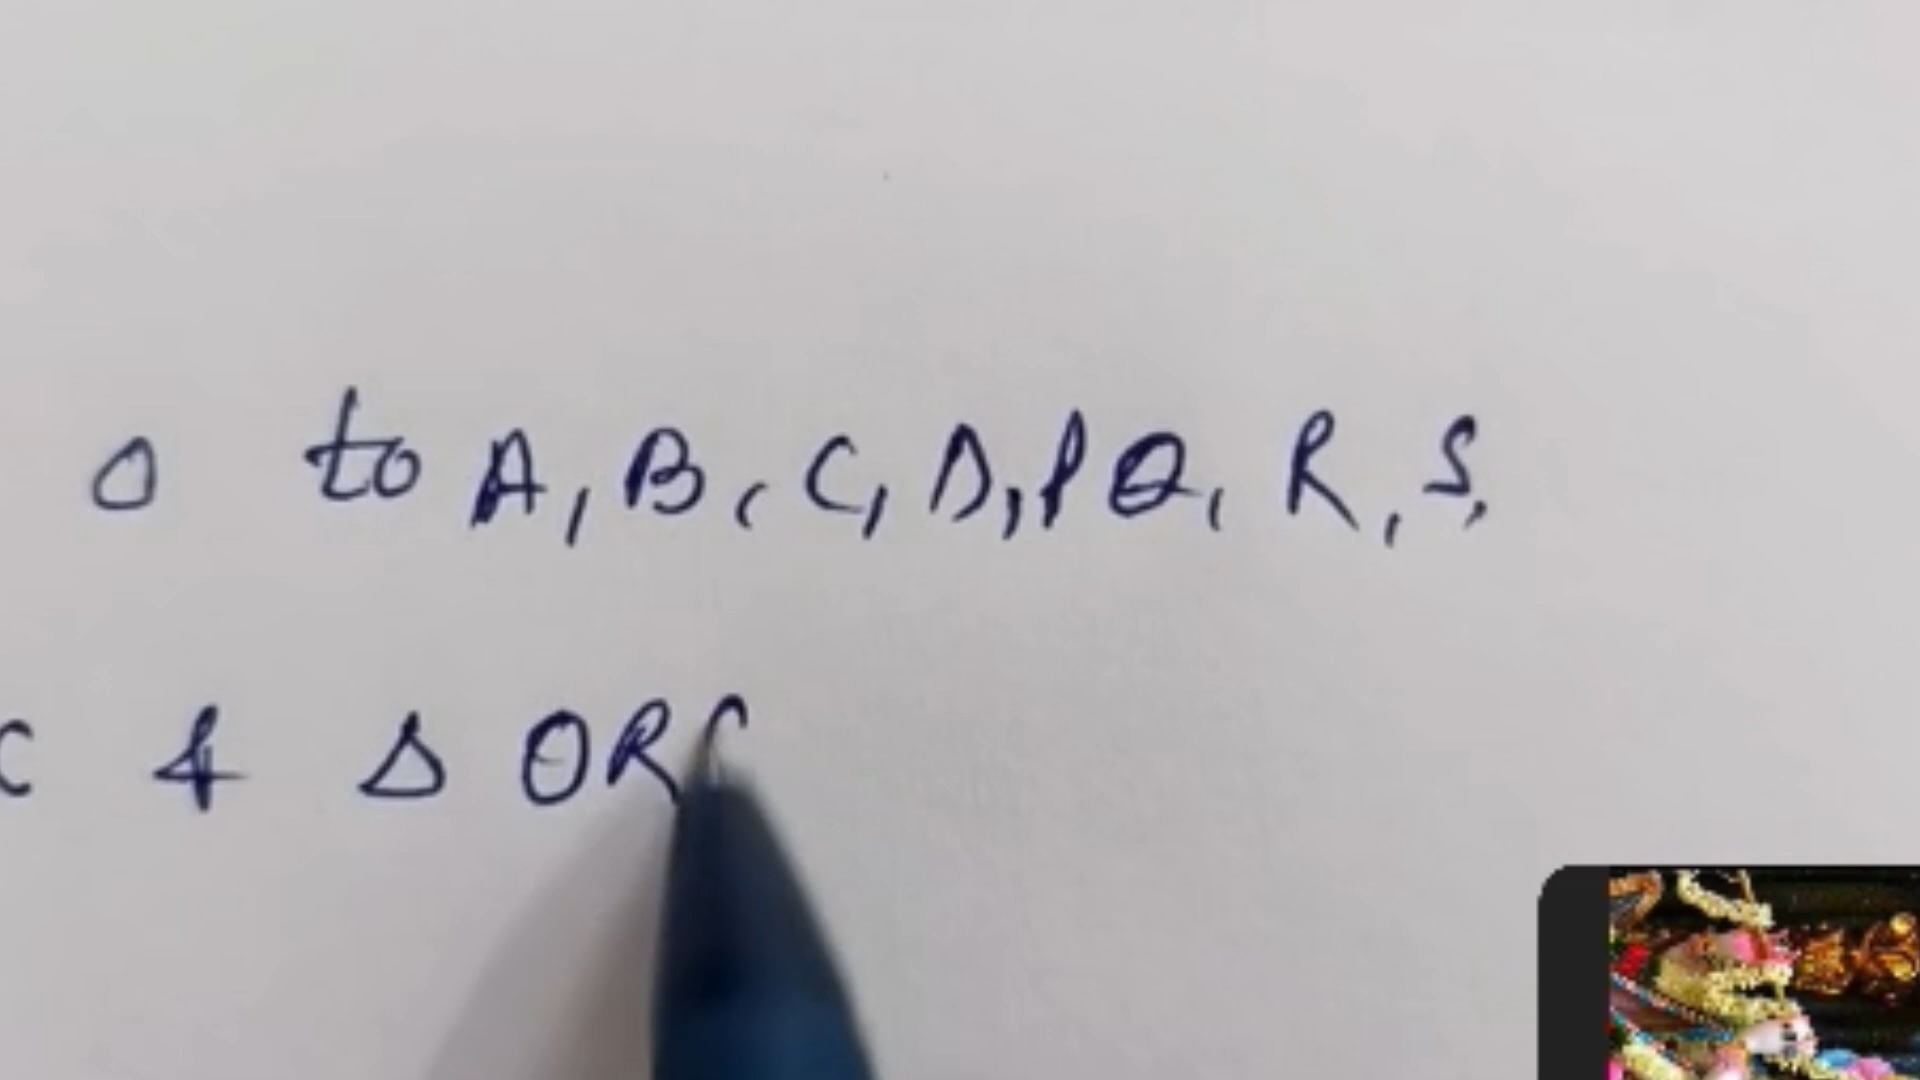 O to A, B, C, D, P Q, R, S,
C & Δ ORC